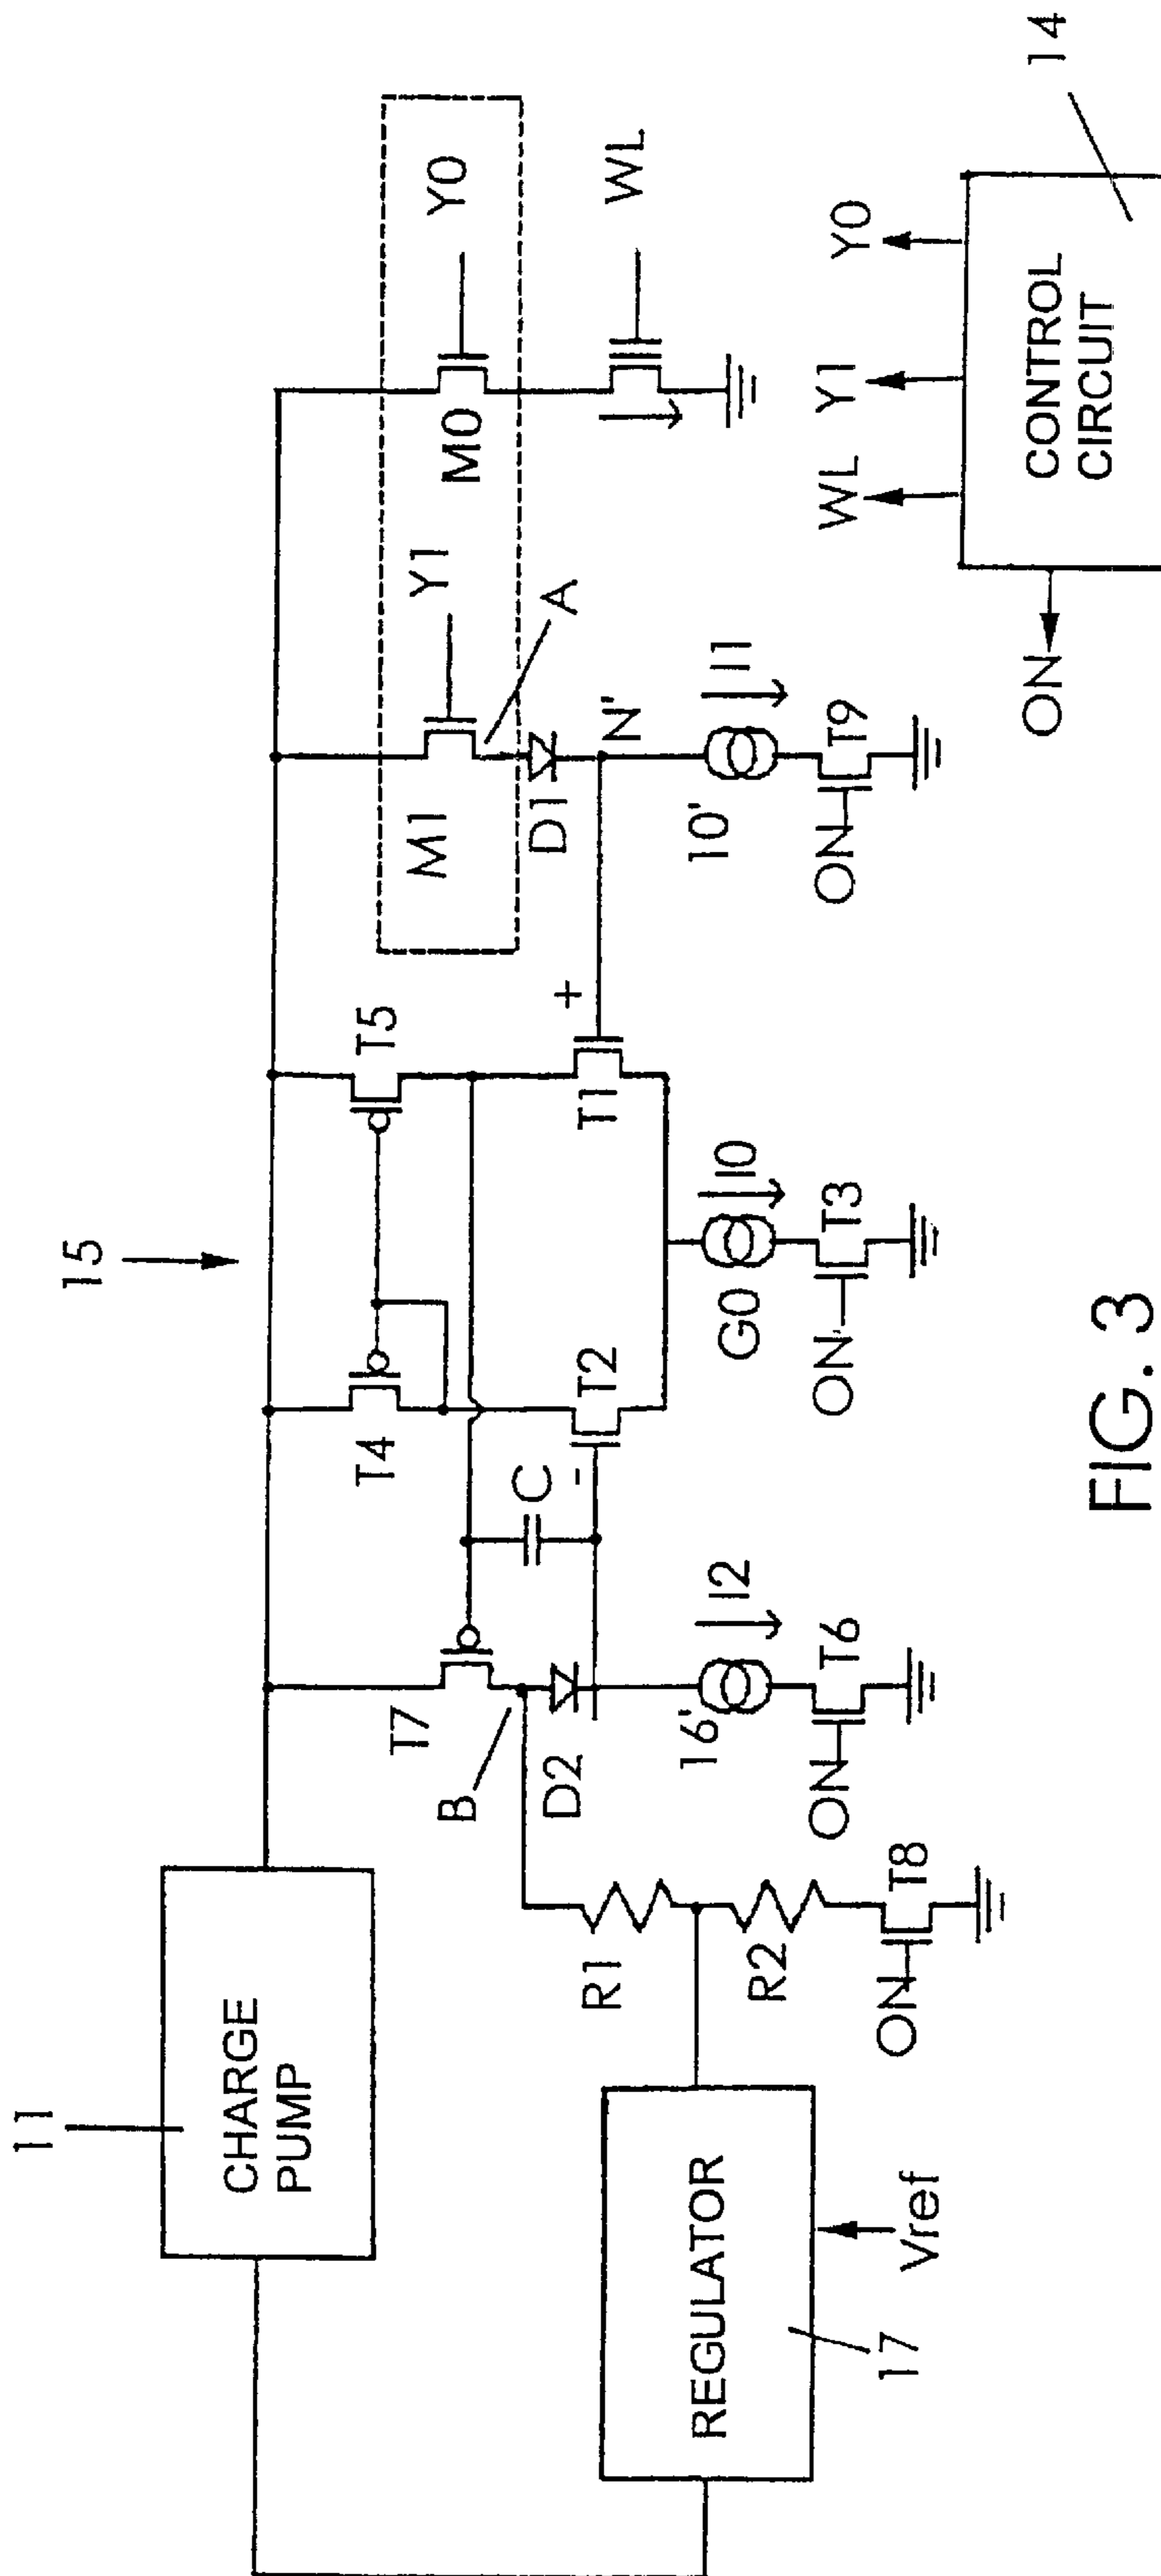 15
11
CHARGE
PUMP
T4
T5
Y1
Y0
M1
M0
A
WL
T7
B
C
-
+
T2
T1
D1
N'
D2
R1
16'
I2
G0
I0
10'
I1
REGULATOR
R2
ON
T6
ON
T3
ON
T9
ON
T8
17
Vref
WL
Y1
Y0
ON
CONTROL
CIRCUIT
14
FIG. 3